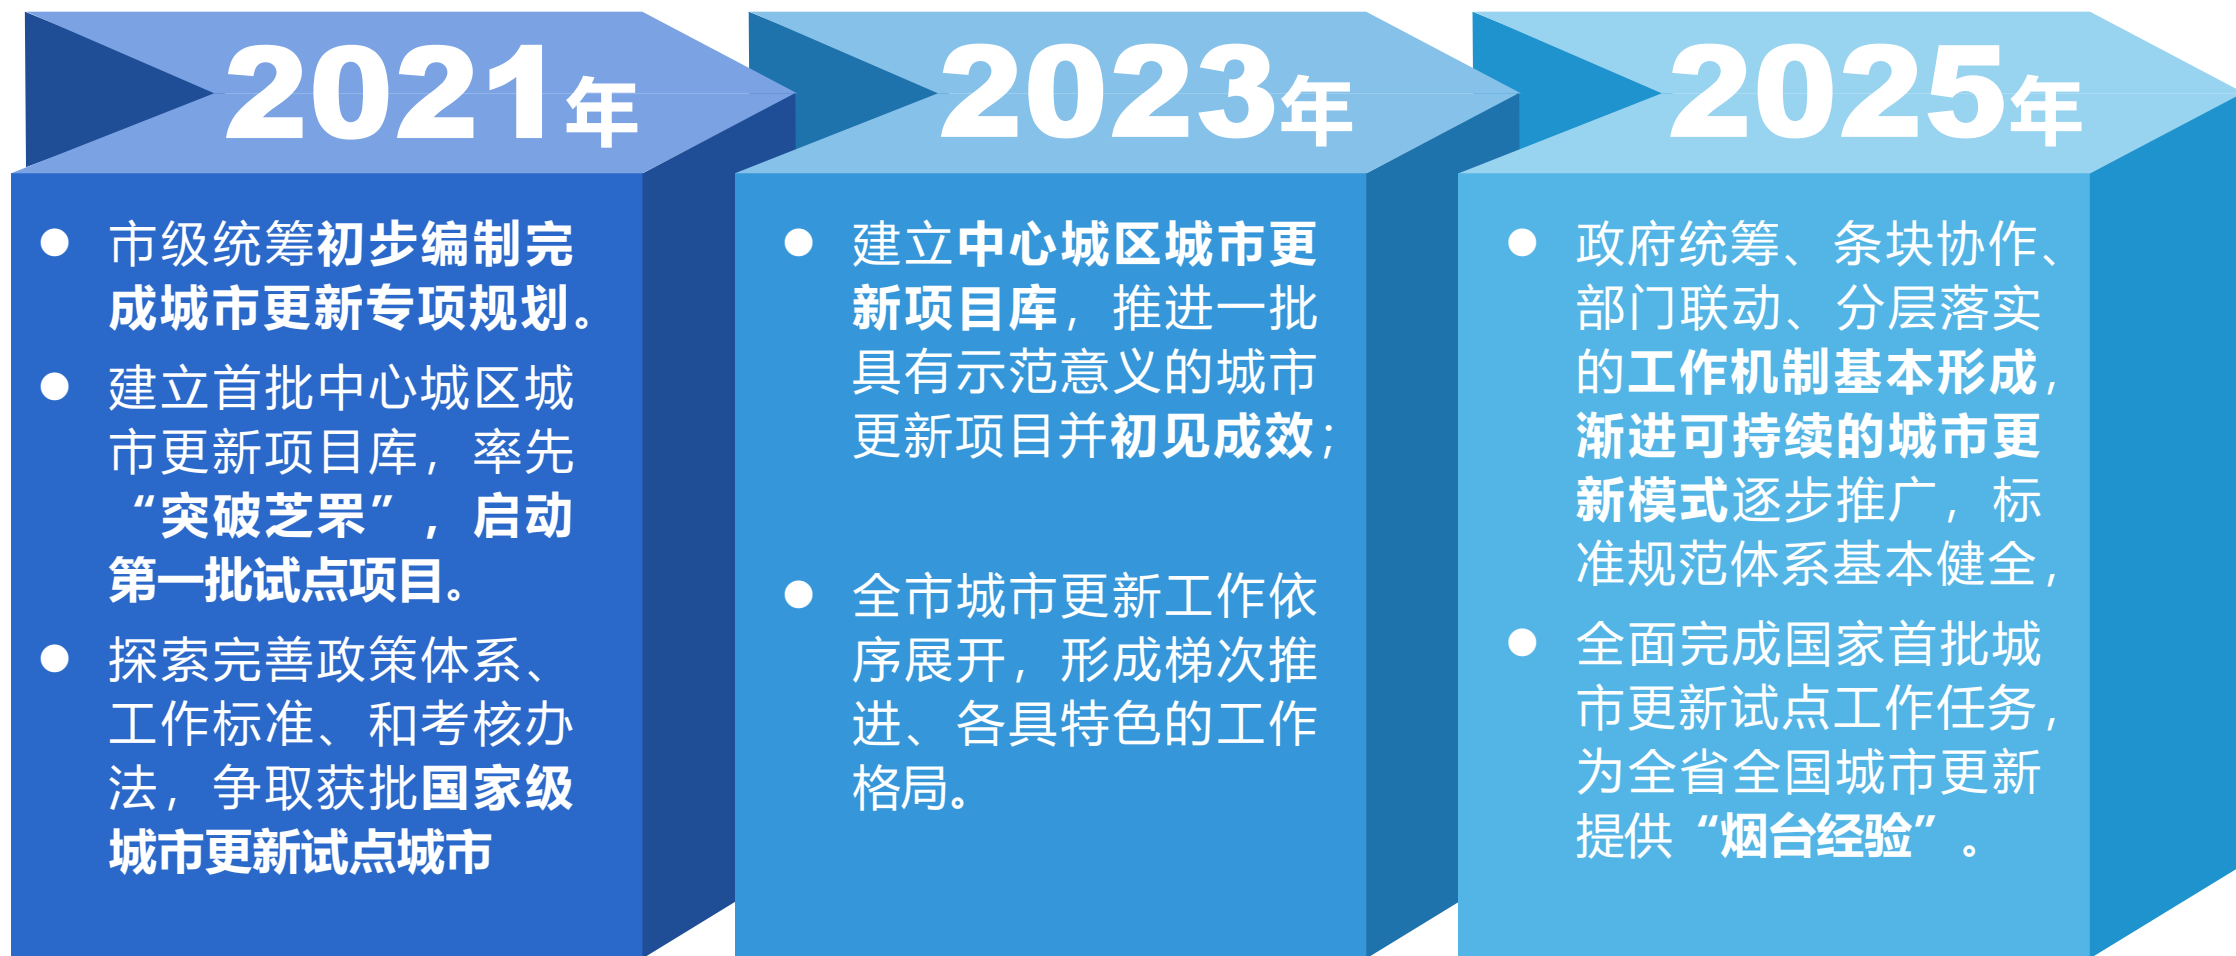 2021年
市级统筹初步编制完
成城市更新专项规划。
建立首批中心城区城
市更新项目库，率先
“突破芝罘”，启动
第一批试点项目。
探索完善政策体系、
工作标准、和考核办
法，争取获批国家级
城市更新试点城市
2023年
建立中心城区城市更
新项目库，推进一批
具有示范意义的城市
更新项目并初见成效；
全市城市更新工作依
序展开，形成梯次推
进、各具特色的工作
格局。
2025年
政府统筹、条块协作、
部门联动、分层落实
的工作机制基本形成，
渐进可持续的城市更
新模式逐步推广，标
准规范体系基本健全，
全面完成国家首批城
市更新试点工作任务，
为全省全国城市更新
提供“烟台经验”。